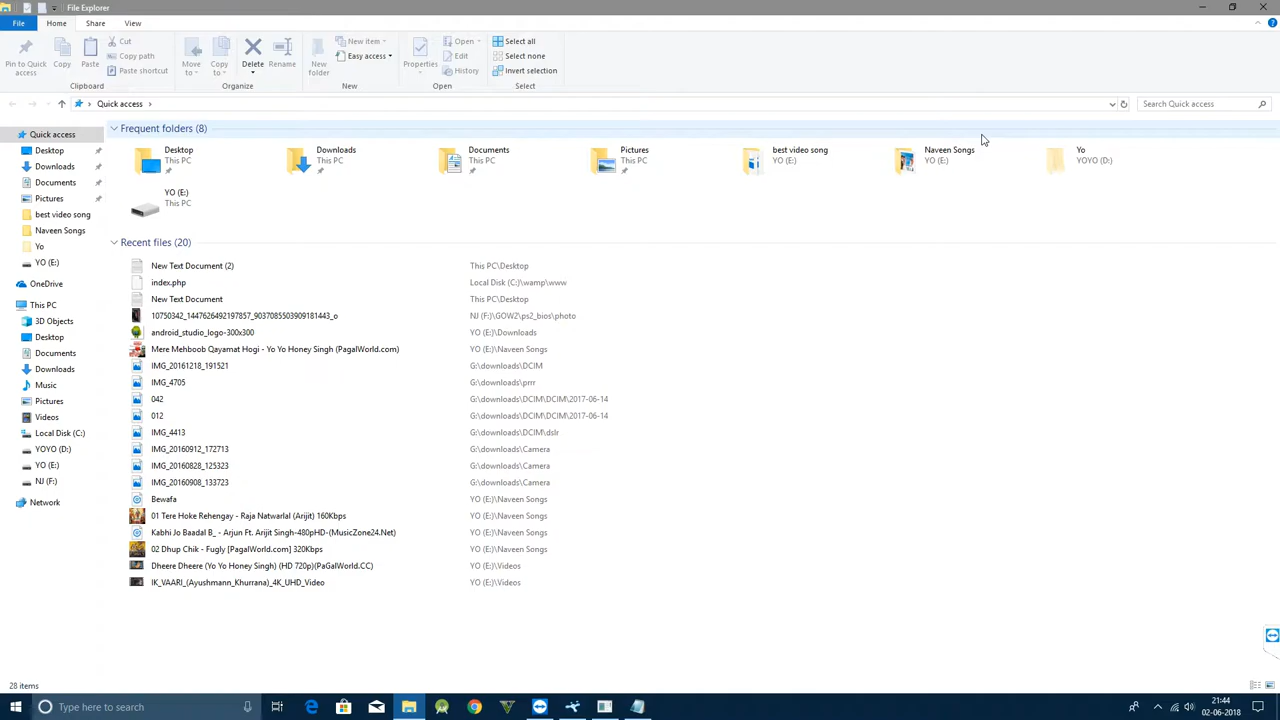 File Explorer
File Home Share View
Pin to Quick access
Copy
Paste
Cut
Copy path
Paste shortcut
Clipboard
Move to
Copy to
Delete
Rename
Organize
New folder
New item
Easy access
New
Properties
Open
Edit
History
Open
Select all
Select none
Invert selection
Select
Quick access
Search Quick access
Quick access
Desktop
Downloads
Documents
Pictures
best video song
Naveen Songs
Yo
YO (E:)
OneDrive
This PC
3D Objects
Desktop
Documents
Downloads
Music
Pictures
Videos
Local Disk (C:)
YOYO (D:)
YO (E:)
NJ (F:)
Network
Frequent folders (8)
Desktop
This PC
Downloads
This PC
Documents
This PC
Pictures
This PC
best video song
YO (E:)
Naveen Songs
YO (E:)
Yo
YOYO (D:)
YO (E:)
This PC
Recent files (20)
New Text Document (2) This PC\Desktop
index.php Local Disk (C:)\wamp\www
New Text Document This PC\Desktop
10750342_1447626492197857_9037085503909181443_o NJ (F:)\GOW2\ps2_bios\photo
android_studio_logo-300x300 YO (E:)\Downloads
Mere Mehboob Qayamat Hogi - Yo Yo Honey Singh (PagalWorld.com) YO (E:)\Naveen Songs
IMG_20161218_191521 G:\downloads\DCIM
IMG_4705 G:\downloads\prrr
042 G:\downloads\DCIM\DCIM\2017-06-14
012 G:\downloads\DCIM\DCIM\2017-06-14
IMG_4413 G:\downloads\DCIM\dslr
IMG_20160912_172713 G:\downloads\Camera
IMG_20160828_125323 G:\downloads\Camera
IMG_20160908_133723 G:\downloads\Camera
Bewafa YO (E:)\Naveen Songs
01 Tere Hoke Rehengay - Raja Natwarlal (Arijit) 160Kbps YO (E:)\Naveen Songs
Kabhi Jo Baadal B_ - Arjun Ft. Arijit Singh-480pHD-(MusicZone24.Net) YO (E:)\Naveen Songs
02 Dhup Chik - Fugly [PagalWorld.com] 320Kbps YO (E:)\Naveen Songs
Dheere Dheere (Yo Yo Honey Singh) (HD 720p)(PaGalWorld.CC) YO (E:)\Videos
IK_VAARI_(Ayushmann_Khurrana)_4K_UHD_Video YO (E:)\Videos
28 items
Type here to search
21:44
02-06-2018